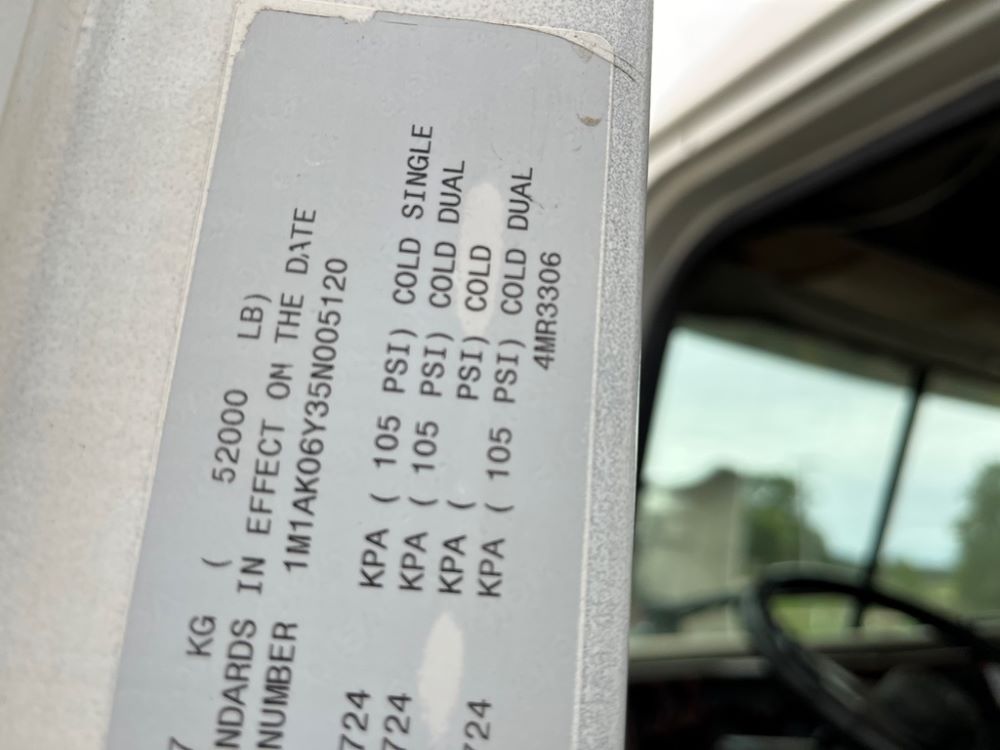 7 KG ( 52000 LB)
NDARDS IN EFFECT ON THE DATE
NUMBER 1M1AK06Y35N005120
724 KPA ( 105 PSI) COLD SINGLE
724 KPA ( 105 PSI) COLD DUAL
KPA ( PSI) COLD
724 KPA ( 105 PSI) COLD DUAL
4MR3306